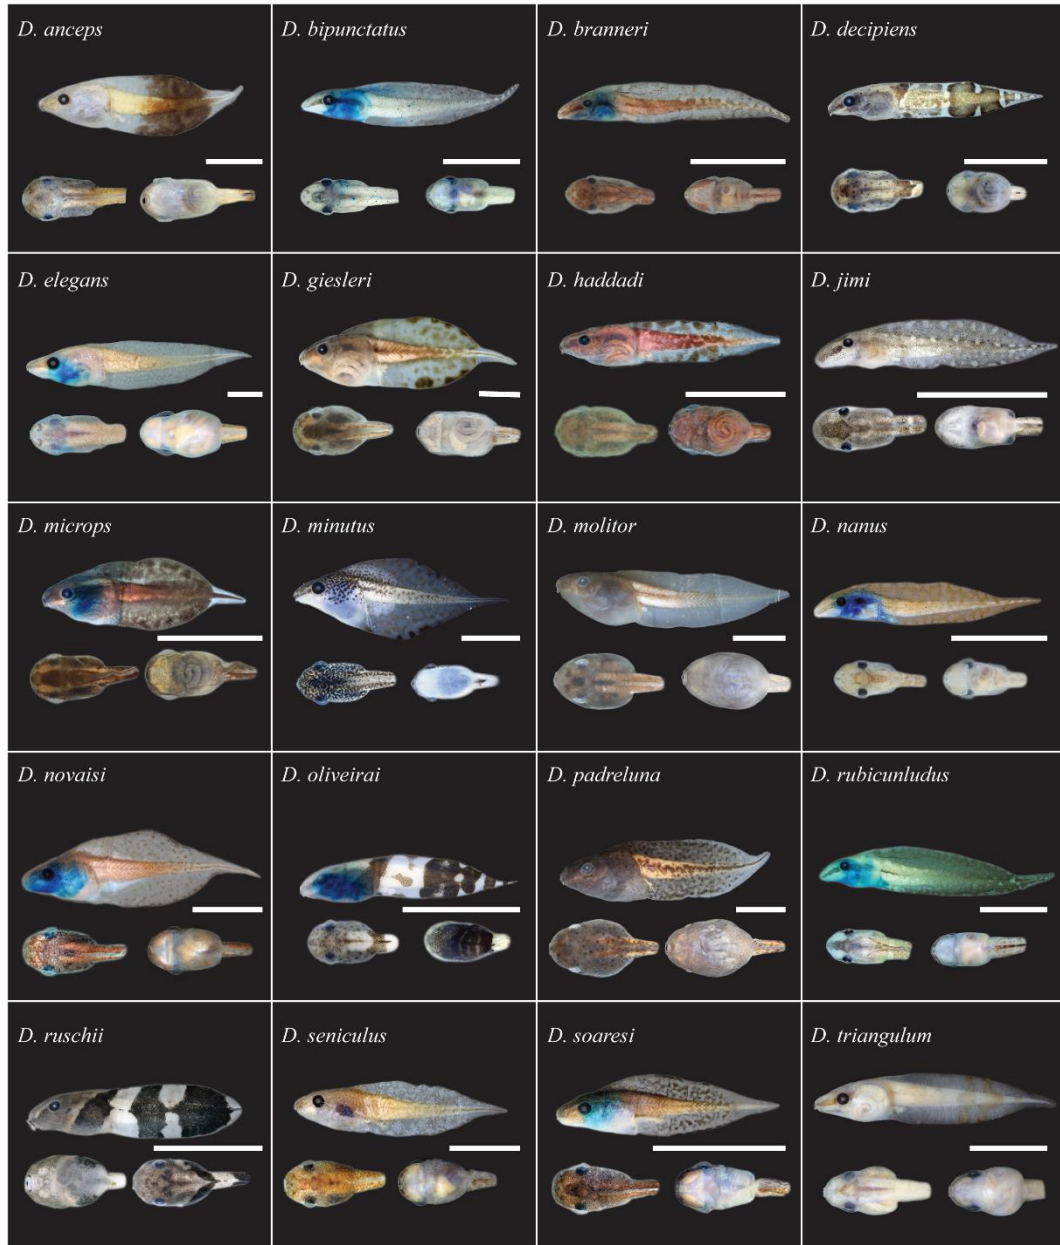 D. anceps
D. bipunctatus
D. branneri
D. decipiens
D. elegans
D. giesleri
D. haddadi
D. jimi
D. microps
D. minutus
D. molitor
D. nanus
D. novaisi
D. oliveirai
D. padreluna
D. rubicunludus
D. ruschii
D. seniculus
D. soaresi
D. triangulum